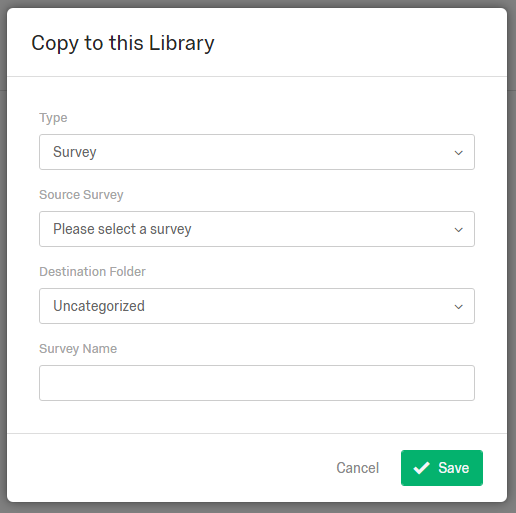 Copy to this Library
Type
Survey
Source Survey
Please select a survey
Destination Folder
Uncategorized
Survey Name
Cancel
Save